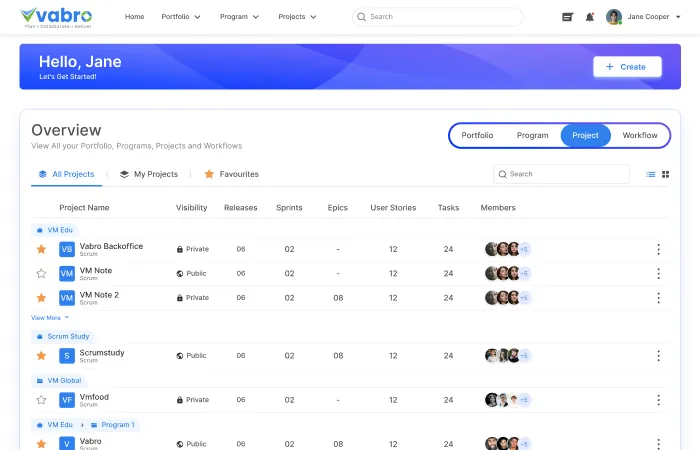 vabro
Plan • Collaborate • Deliver
Home
Portfolio
Program
Projects
Search
Jane Cooper
Hello, Jane
Let's Get Started!
+ Create
Overview
View All your Portfolio, Programs, Projects and Workflows
Portfolio
Program
Project
Workflow
All Projects
My Projects
Favourites
Search
Project Name Visibility Releases Sprints Epics User Stories Tasks Members
VM Edu
VB Vabro Backoffice Private 06 02 - 12 24 +5
Scrum
VM VM Note Public 06 02 - 12 24 +5
Scrum
VM VM Note 2 Private 06 02 08 12 24 +5
Scrum
View More
Scrum Study
S Scrumstudy Public 06 02 08 12 24 +5
Scrum
VM Global
VF Vmfood Private 06 02 - 12 24 +5
Scrum
VM Edu Program 1
V Vabro Public 06 02 08 12 24 +5
Scrum